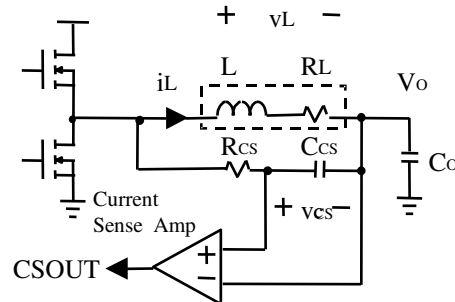 + vL −
iL L RL VO
RCS CCS CO
+ vcs −
Current
Sense Amp
CSOUT + −